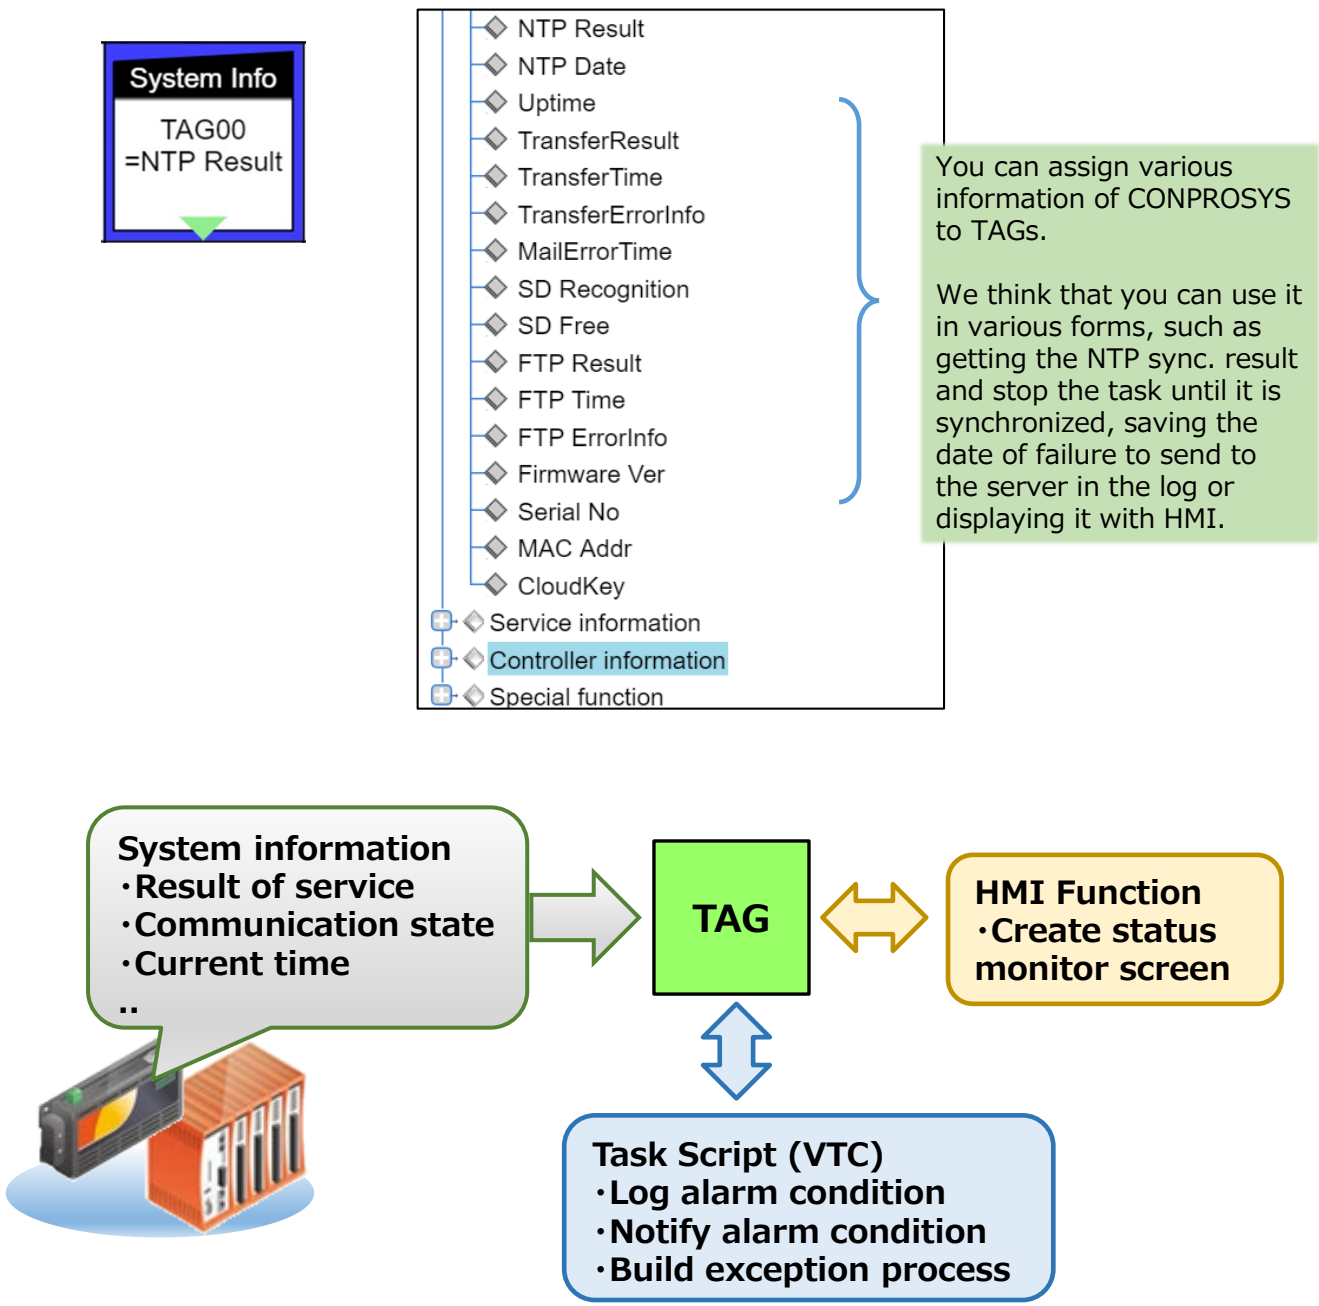 System Info
TAG00
=NTP Result
NTP Result
NTP Date
Uptime
TransferResult
TransferTime
TransferErrorInfo
MailErrorTime
SD Recognition
SD Free
FTP Result
FTP Time
FTP ErrorInfo
Firmware Ver
Serial No
MAC Addr
CloudKey
Service information
Controller information
Special function
You can assign various
information of CONPROSYS
to TAGs.
We think that you can use it
in various forms, such as
getting the NTP sync. result
and stop the task until it is
synchronized, saving the
date of failure to send to
the server in the log or
displaying it with HMI.
System information
・Result of service
・Communication state
・Current time
..
TAG
HMI Function
・Create status
monitor screen
Task Script (VTC)
・Log alarm condition
・Notify alarm condition
・Build exception process